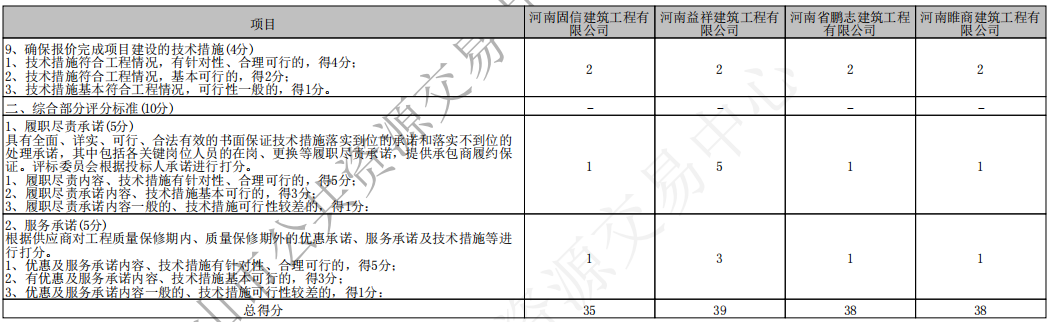 项目
河南固信建筑工程有限公司
河南益祥建筑工程有限公司
河南省鹏志建筑工程有限公司
河南睢商建筑工程有限公司
9、确保报价完成项目建设的技术措施(4分)
1、技术措施符合工程情况，有针对性、合理可行的，得4分；
2、技术措施符合工程情况，基本可行的，得2分；
3、技术措施基本符合工程情况，可行性一般的，得1分。
2 2 2 2
二、综合部分评分标准(10分)
- - - -
1、履职尽责承诺(5分)
具有全面、详实、可行、合法有效的书面保证技术措施落实到位的承诺和落实不到位的
处理承诺，其中包括各关键岗位人员的在岗、更换等履职尽责承诺，提供承包商履约保
证。评标委员会根据投标人承诺进行打分。
1、履职尽责内容、技术措施有针对性、合理可行的，得5分；
2、履职尽责承诺内容、技术措施基本可行的，得3分；
3、履职尽责承诺内容一般的、技术措施可行性较差的，得1分；
1 5 1 1
2、服务承诺(5分)
根据供应商对工程质量保修期内、质量保修期外的优惠承诺、服务承诺及技术措施等进
行打分。
1、优惠及服务承诺内容、技术措施有针对性、合理可行的，得5分；
2、有优惠及服务承诺内容、技术措施基本可行的，得3分；
3、优惠及服务承诺内容一般的、技术措施可行性较差的，得1分；
1 3 1 1
总得分 35 39 38 38
山市公共资源交易中
资源交易中心